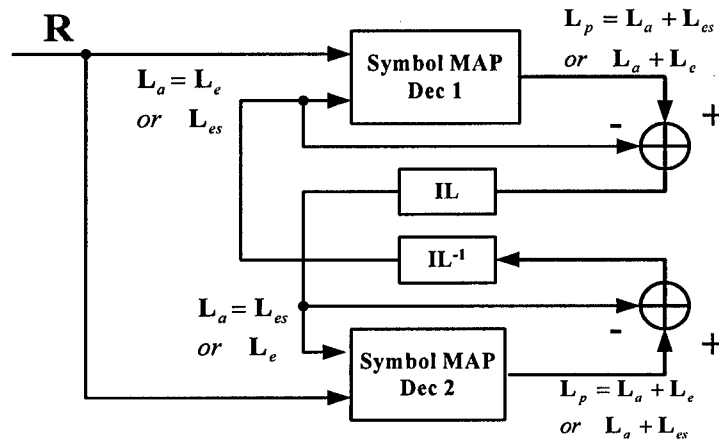 R
L_p = L_a + L_es
or L_a + L_e
Symbol MAP
Dec 1
L_a = L_e
or L_es
-
+
IL
IL⁻¹
L_a = L_es
or L_e
-
+
Symbol MAP
Dec 2
L_p = L_a + L_e
or L_a + L_es